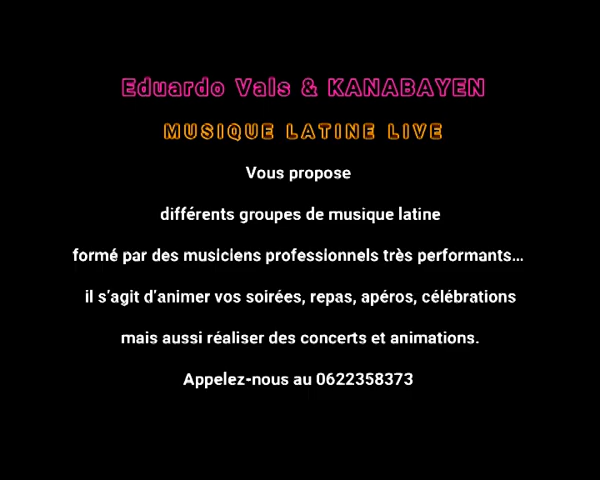 Eduardo Vals & KANABAYEN
MUSIQUE LATINE LIVE
Vous propose
différents groupes de musique latine
formé par des musiciens professionnels très performants...
il s'agit d'animer vos soirées, repas, apéros, célébrations
mais aussi réaliser des concerts et animations.
Appelez-nous au 0622358373